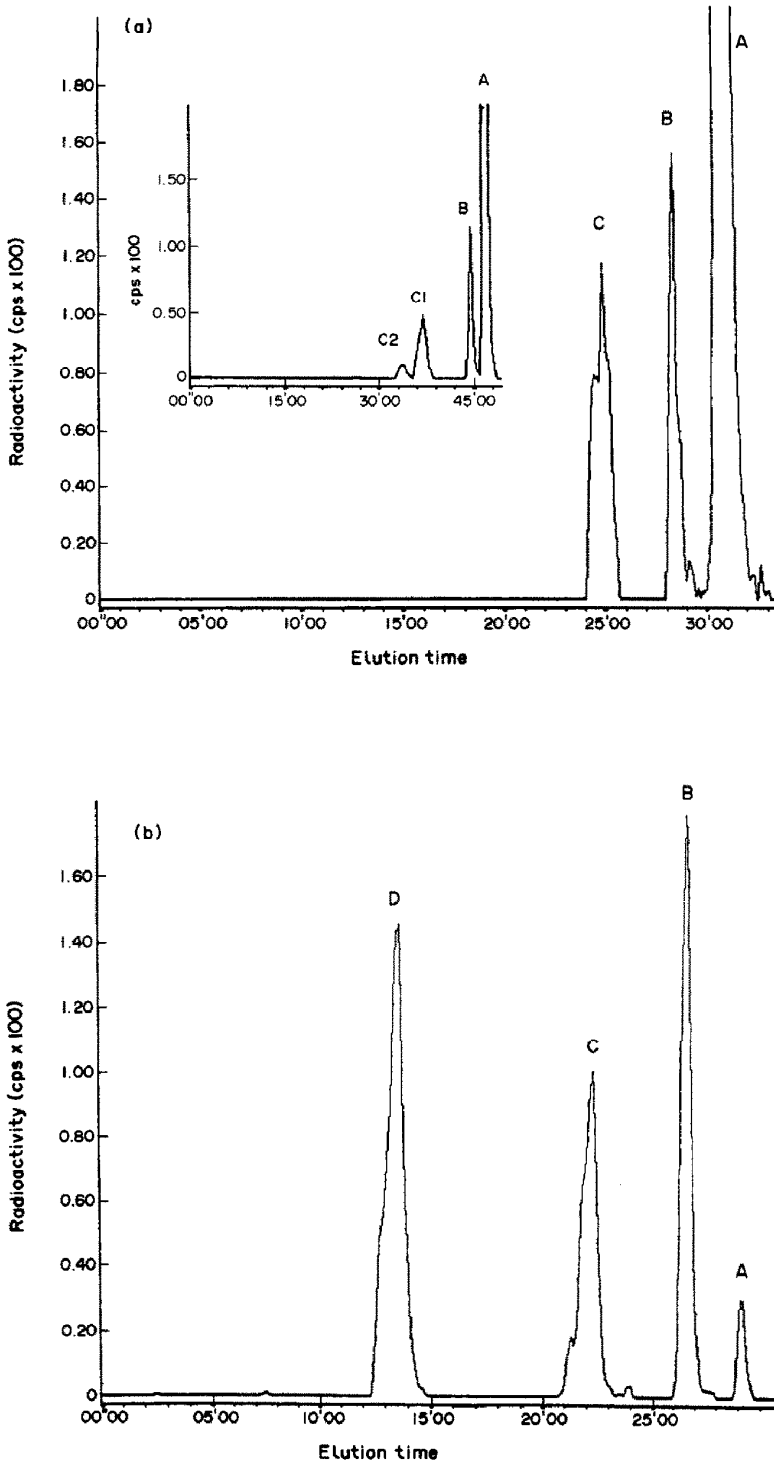 (a)
A
1.80
1.60
1.40
1.20
1.00
0.80
0.60
0.40
0.20
0
Radioactivity (cps x 100)
B
C
A
1.50
1.00
0.50
0
cps x 100
B
C1
C2
00"00 15'00 30'00 45'00
00"00 05'00 10'00 15'00 20'00 25'00 30'00
Elution time
(b)
B
1.60
1.40
1.20
1.00
0.80
0.60
0.40
0.20
0
Radioactivity (cps x 100)
D
C
A
00"00 05'00 10'00 15'00 20'00 25'00
Elution time